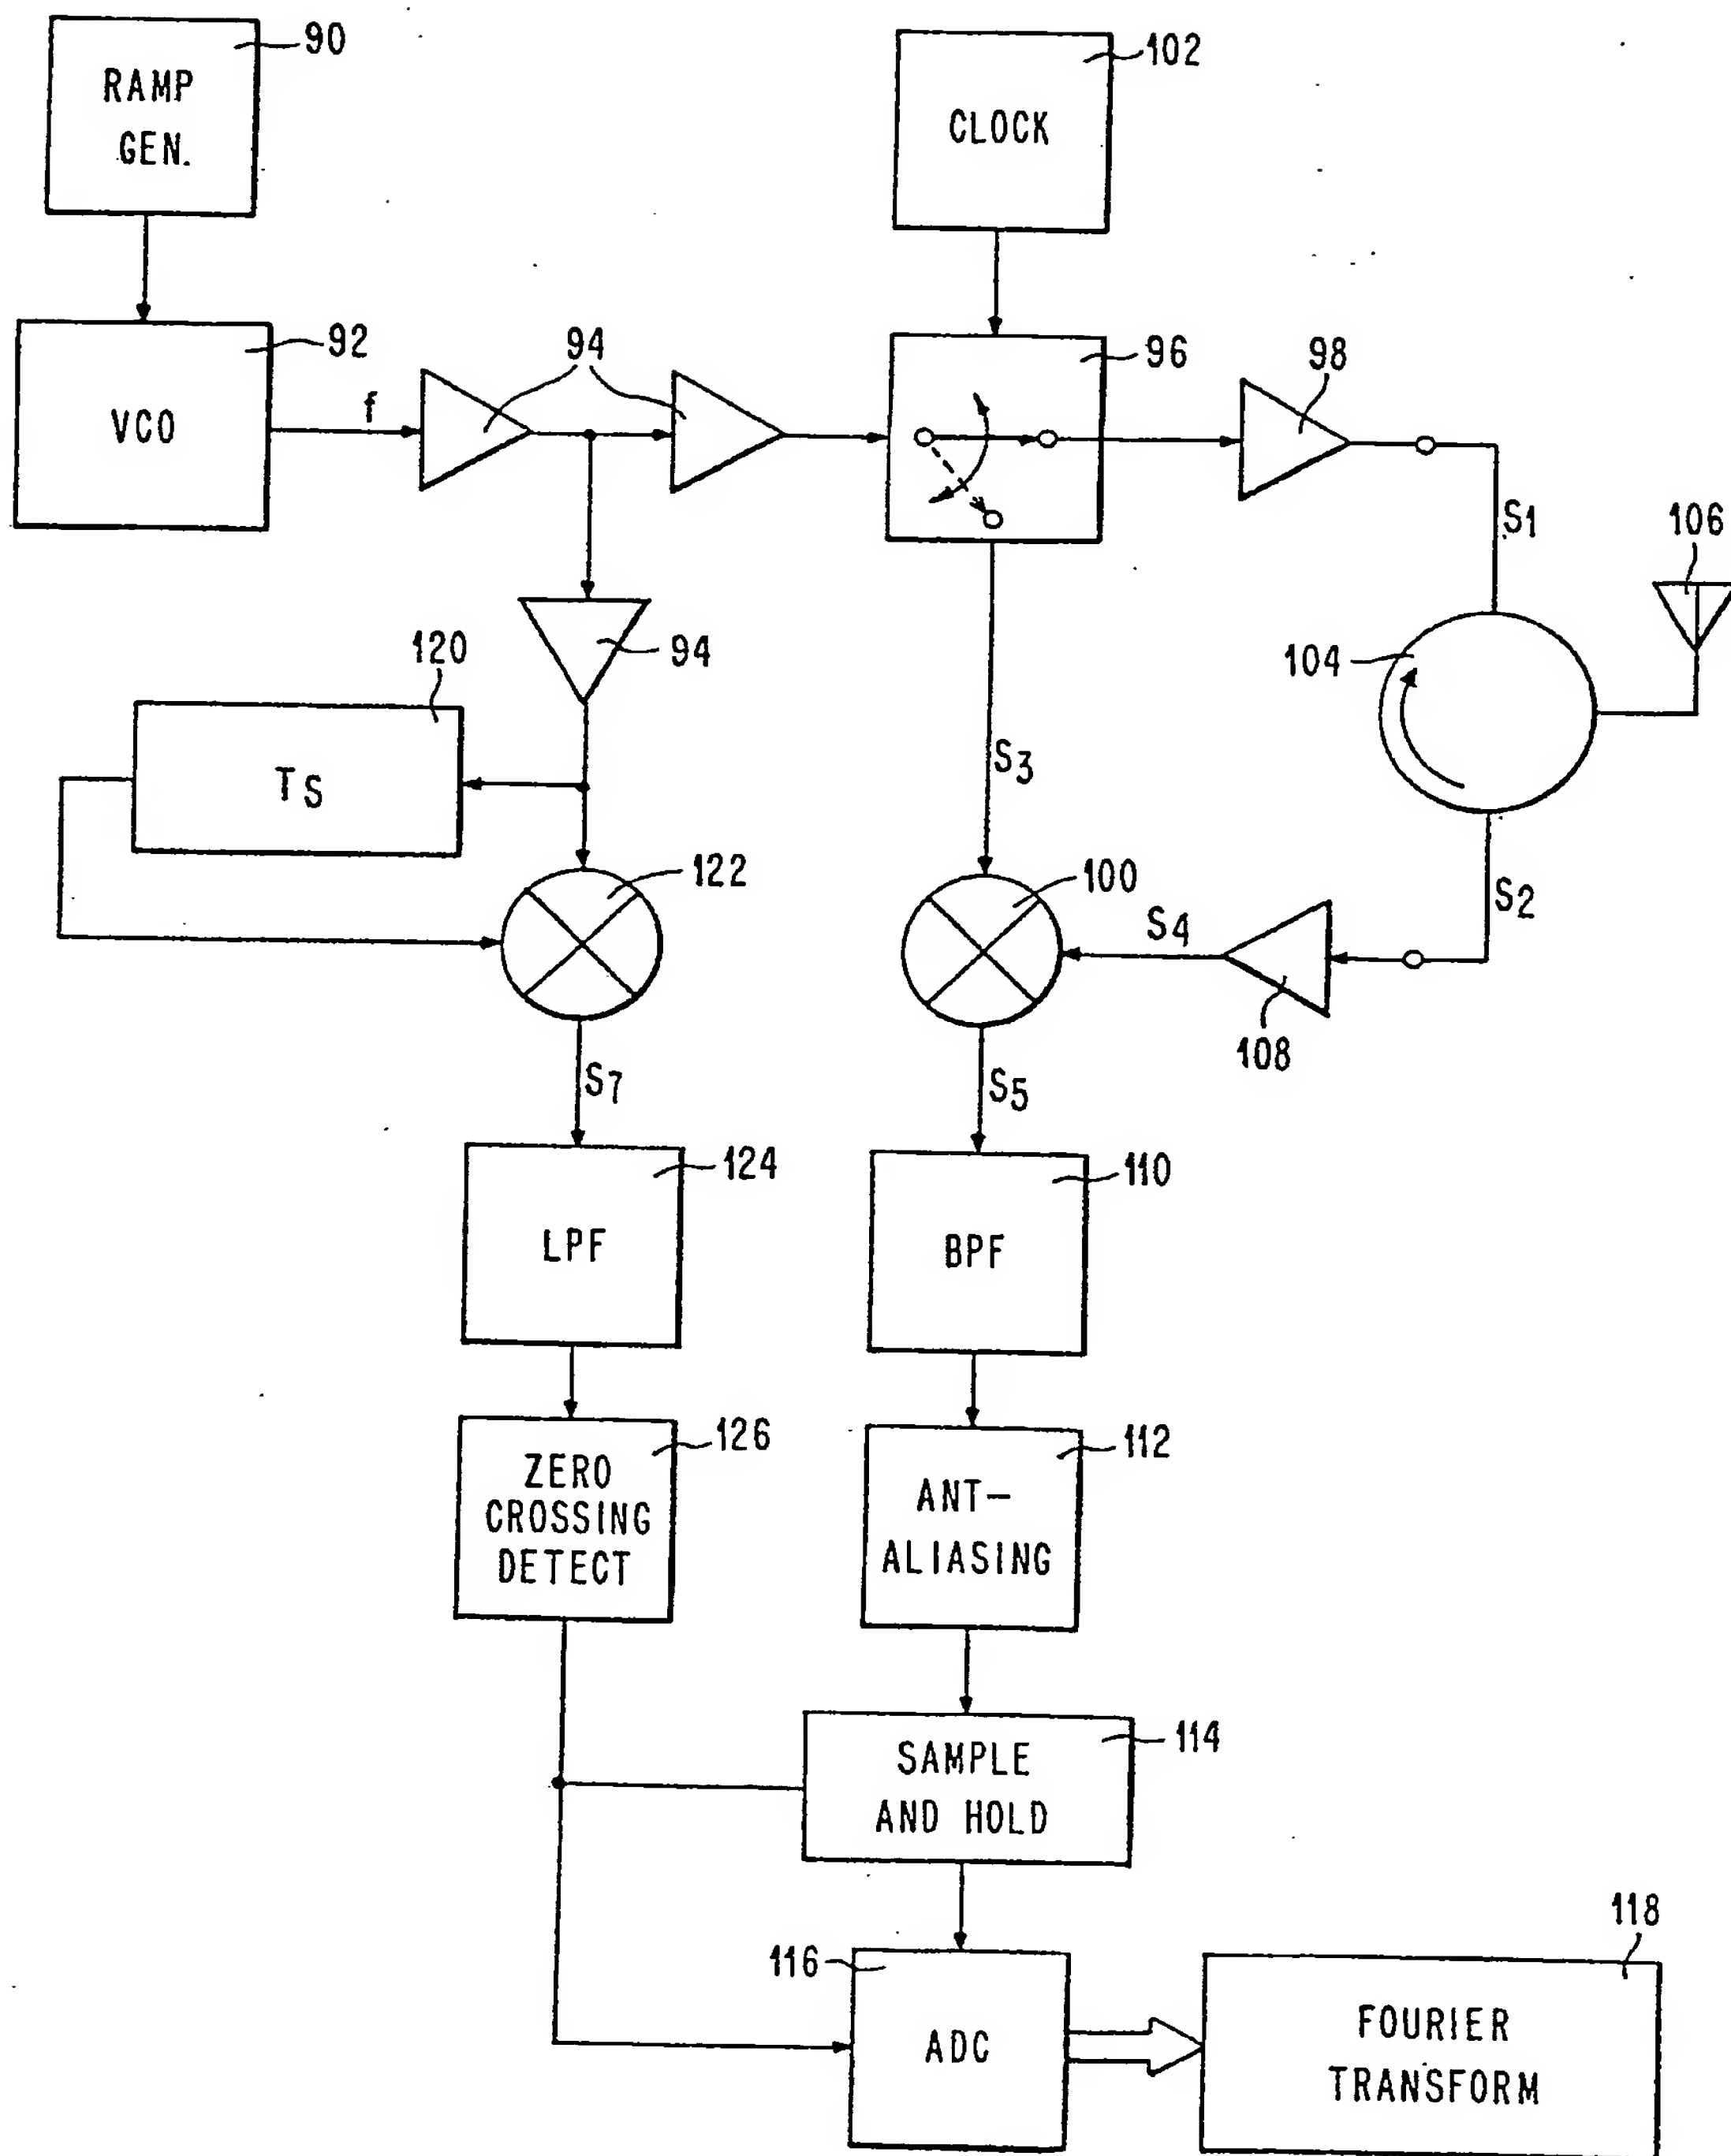 90
RAMP
GEN.
102
CLOCK
92
VCO
f
94
96
98
S1
106
94
104
120
TS
S3
122
100
S4
S2
108
S7
S5
124
LPF
110
BPF
126
ZERO
CROSSING
DETECT
112
ANT-
ALIASING
114
SAMPLE
AND HOLD
116
ADC
118
FOURIER
TRANSFORM